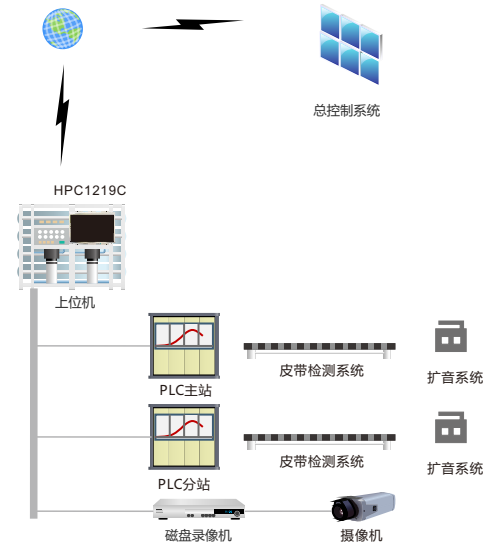 总控制系统
HPC1219C
上位机
PLC主站
皮带检测系统
扩音系统
PLC分站
皮带检测系统
扩音系统
磁盘录像机
摄像机